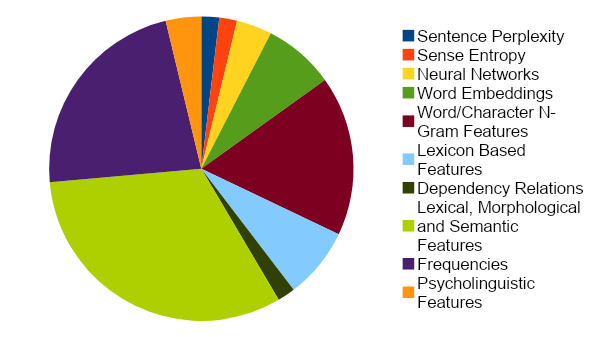 Sentence Perplexity
Sense Entropy
Neural Networks
Word Embeddings
Word/Character N-
Gram Features
Lexicon Based
Features
Dependency Relations
Lexical, Morphological
and Semantic
Features
Frequencies
Psycholinguistic
Features